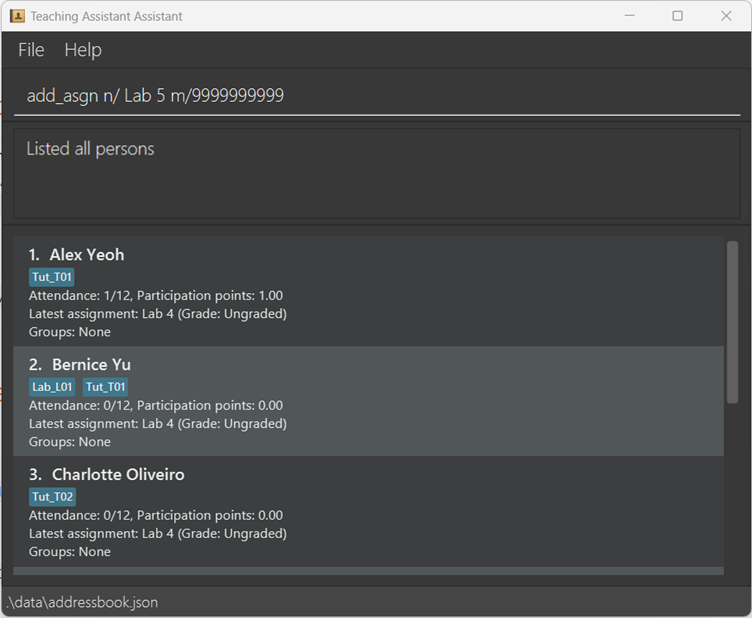 Teaching Assistant Assistant
File Help
add_asgn n/ Lab 5 m/9999999999
Listed all persons
1. Alex Yeoh
Tut_T01
Attendance: 1/12, Participation points: 1.00
Latest assignment: Lab 4 (Grade: Ungraded)
Groups: None
2. Bernice Yu
Lab_L01 Tut_T01
Attendance: 0/12, Participation points: 0.00
Latest assignment: Lab 4 (Grade: Ungraded)
Groups: None
3. Charlotte Oliveiro
Tut_T02
Attendance: 0/12, Participation points: 0.00
Latest assignment: Lab 4 (Grade: Ungraded)
Groups: None
.\data\addressbook.json